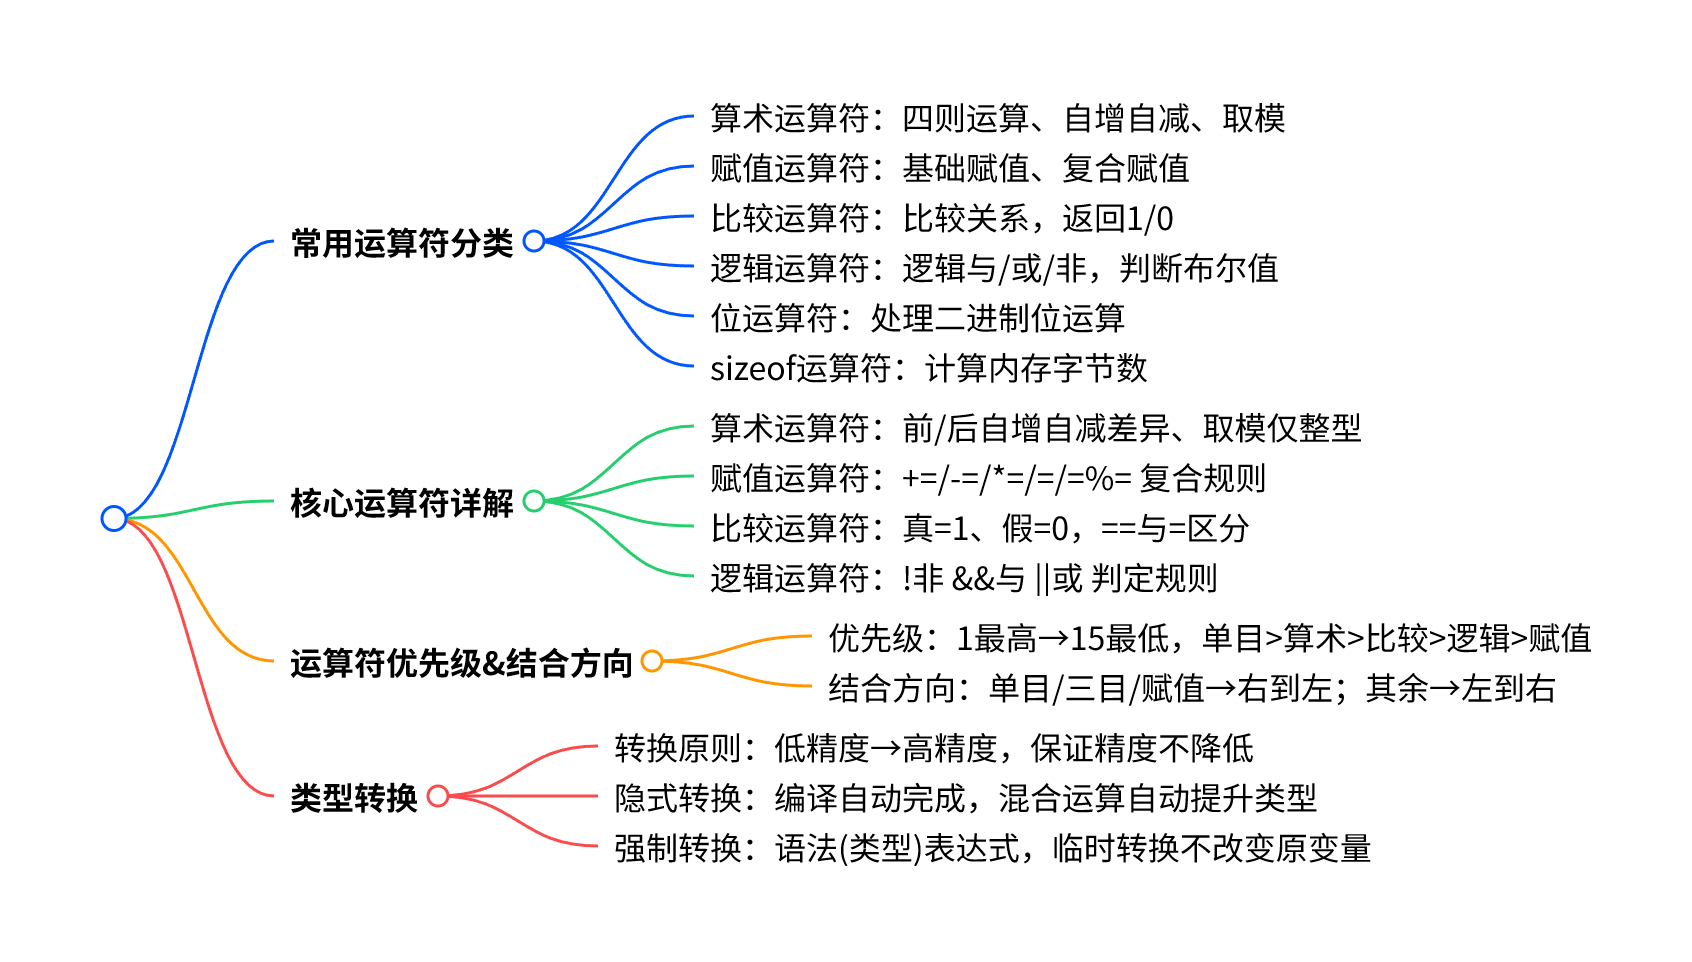 常用运算符分类
算术运算符：四则运算、自增自减、取模
赋值运算符：基础赋值、复合赋值
比较运算符：比较关系，返回1/0
逻辑运算符：逻辑与/或/非，判断布尔值
位运算符：处理二进制位运算
sizeof运算符：计算内存字节数
核心运算符详解
算术运算符：前/后自增自减差异、取模仅整型
赋值运算符：+=/-=/*=/=/=%= 复合规则
比较运算符：真=1、假=0，==与=区分
逻辑运算符：!非 &&与 ||或 判定规则
运算符优先级&结合方向
优先级：1最高→15最低，单目>算术>比较>逻辑>赋值
结合方向：单目/三目/赋值→右到左；其余→左到右
类型转换
转换原则：低精度→高精度，保证精度不降低
隐式转换：编译自动完成，混合运算自动提升类型
强制转换：语法(类型)表达式，临时转换不改变原变量